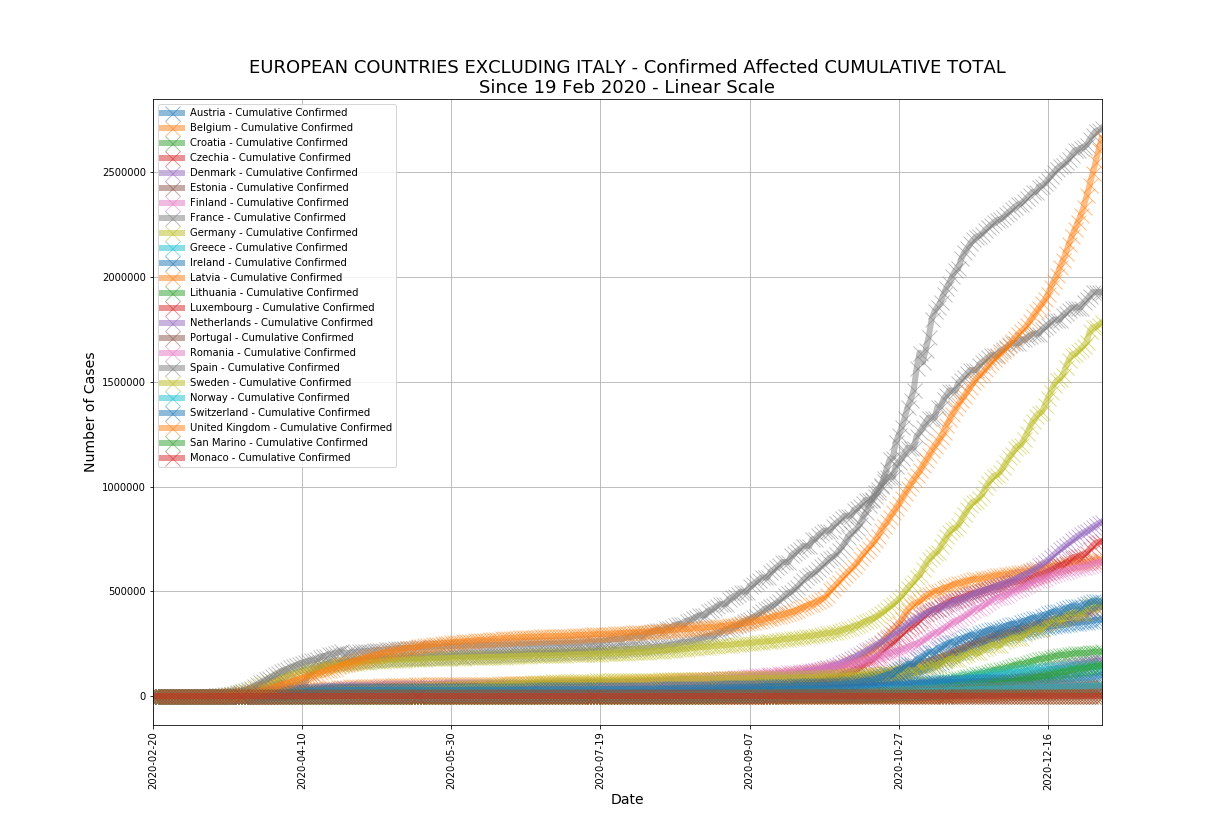 EUROPEAN COUNTRIES EXCLUDING ITALY - Confirmed Affected CUMULATIVE TOTAL
Since 19 Feb 2020 - Linear Scale
Austria - Cumulative Confirmed
Belgium - Cumulative Confirmed
Croatia - Cumulative Confirmed
Czechia - Cumulative Confirmed
Denmark - Cumulative Confirmed
Estonia - Cumulative Confirmed
Finland - Cumulative Confirmed
France - Cumulative Confirmed
Germany - Cumulative Confirmed
Greece - Cumulative Confirmed
Ireland - Cumulative Confirmed
Latvia - Cumulative Confirmed
Lithuania - Cumulative Confirmed
Luxembourg - Cumulative Confirmed
Netherlands - Cumulative Confirmed
Portugal - Cumulative Confirmed
Romania - Cumulative Confirmed
Spain - Cumulative Confirmed
Sweden - Cumulative Confirmed
Norway - Cumulative Confirmed
Switzerland - Cumulative Confirmed
United Kingdom - Cumulative Confirmed
San Marino - Cumulative Confirmed
Monaco - Cumulative Confirmed
Number of Cases
2500000
2000000
1500000
1000000
500000
0
2020-02-20
2020-04-10
2020-05-30
2020-07-19
2020-09-07
2020-10-27
2020-12-16
Date